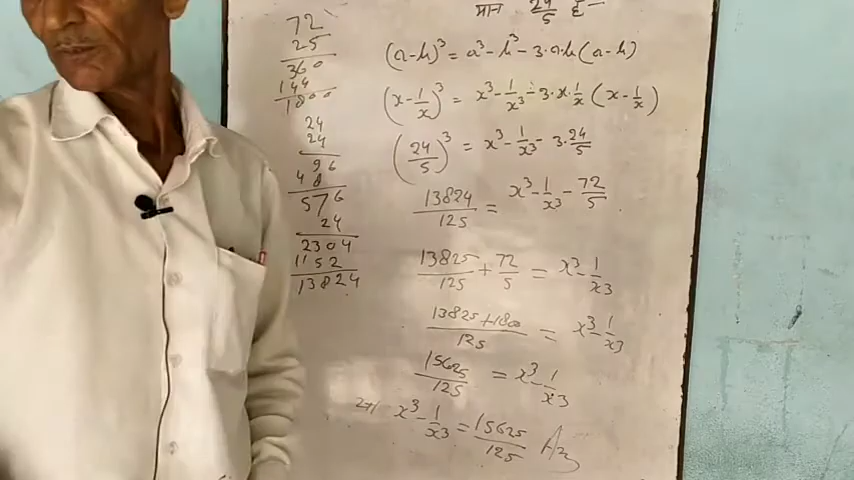 72
25
360
144
1800
24
24
96
48
576
24
2304
1152
13824
मान 24/5 है
(a-b)³ = a³-b³-3·a·b(a-b)
(x-1/x)³ = x³-1/x³-3·x·1/x(x-1/x)
(24/5)³ = x³-1/x³-3·24/5
13824/125 = x³-1/x³-72/5
13825/125+72/5 = x³-1/x³
13825+1800/125 = x³-1/x³
15625/125 = x³-1/x³
x³-1/x³ = 15625/125 Ans